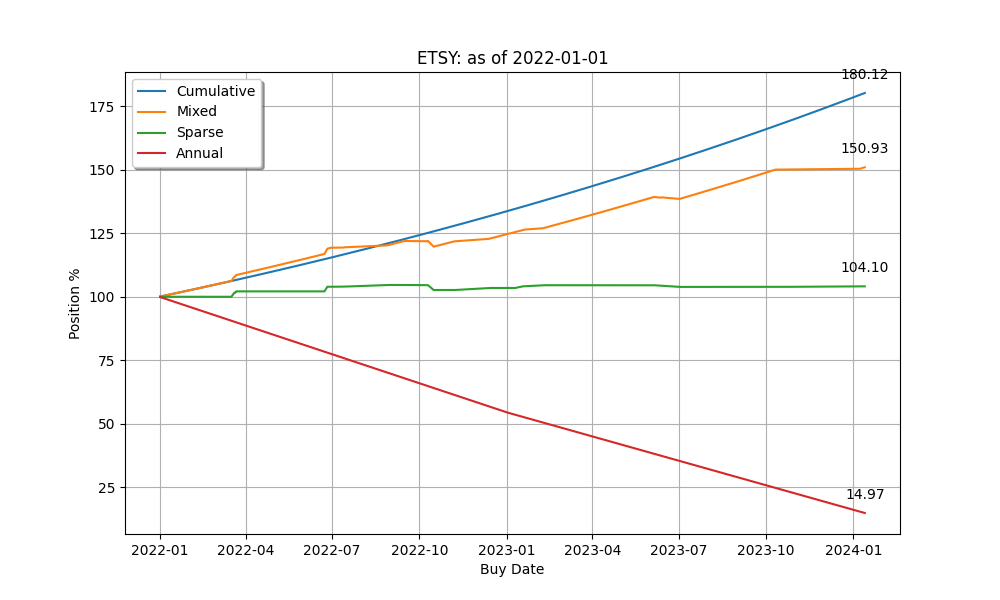 ETSY: as of 2022-01-01
Cumulative
Mixed
Sparse
Annual
180.12
150.93
104.10
14.97
175
150
125
100
75
50
25
Position %
2022-01 2022-04 2022-07 2022-10 2023-01 2023-04 2023-07 2023-10 2024-01
Buy Date